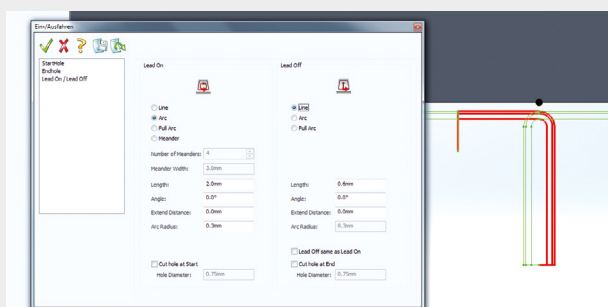 Ein-/Ausfahren
StartHole
Endhole
Lead On / Lead Off
Lead On
Line
Arc
Full Arc
Meander
Number of Meanders: 4
Meander Width: 3.0mm
Length: 2.0mm
Angle: 0.0°
Extend Distance: 0.0mm
Arc Radius: 0.3mm
Cut hole at Start
Hole Diameter: 0.75mm
Lead Off
Line
Arc
Full Arc
Length: 0.6mm
Angle: 0.0°
Extend Distance: 0.0mm
Arc Radius: 0.3mm
Lead Off same as Lead On
Cut hole at End
Hole Diameter: 0.75mm